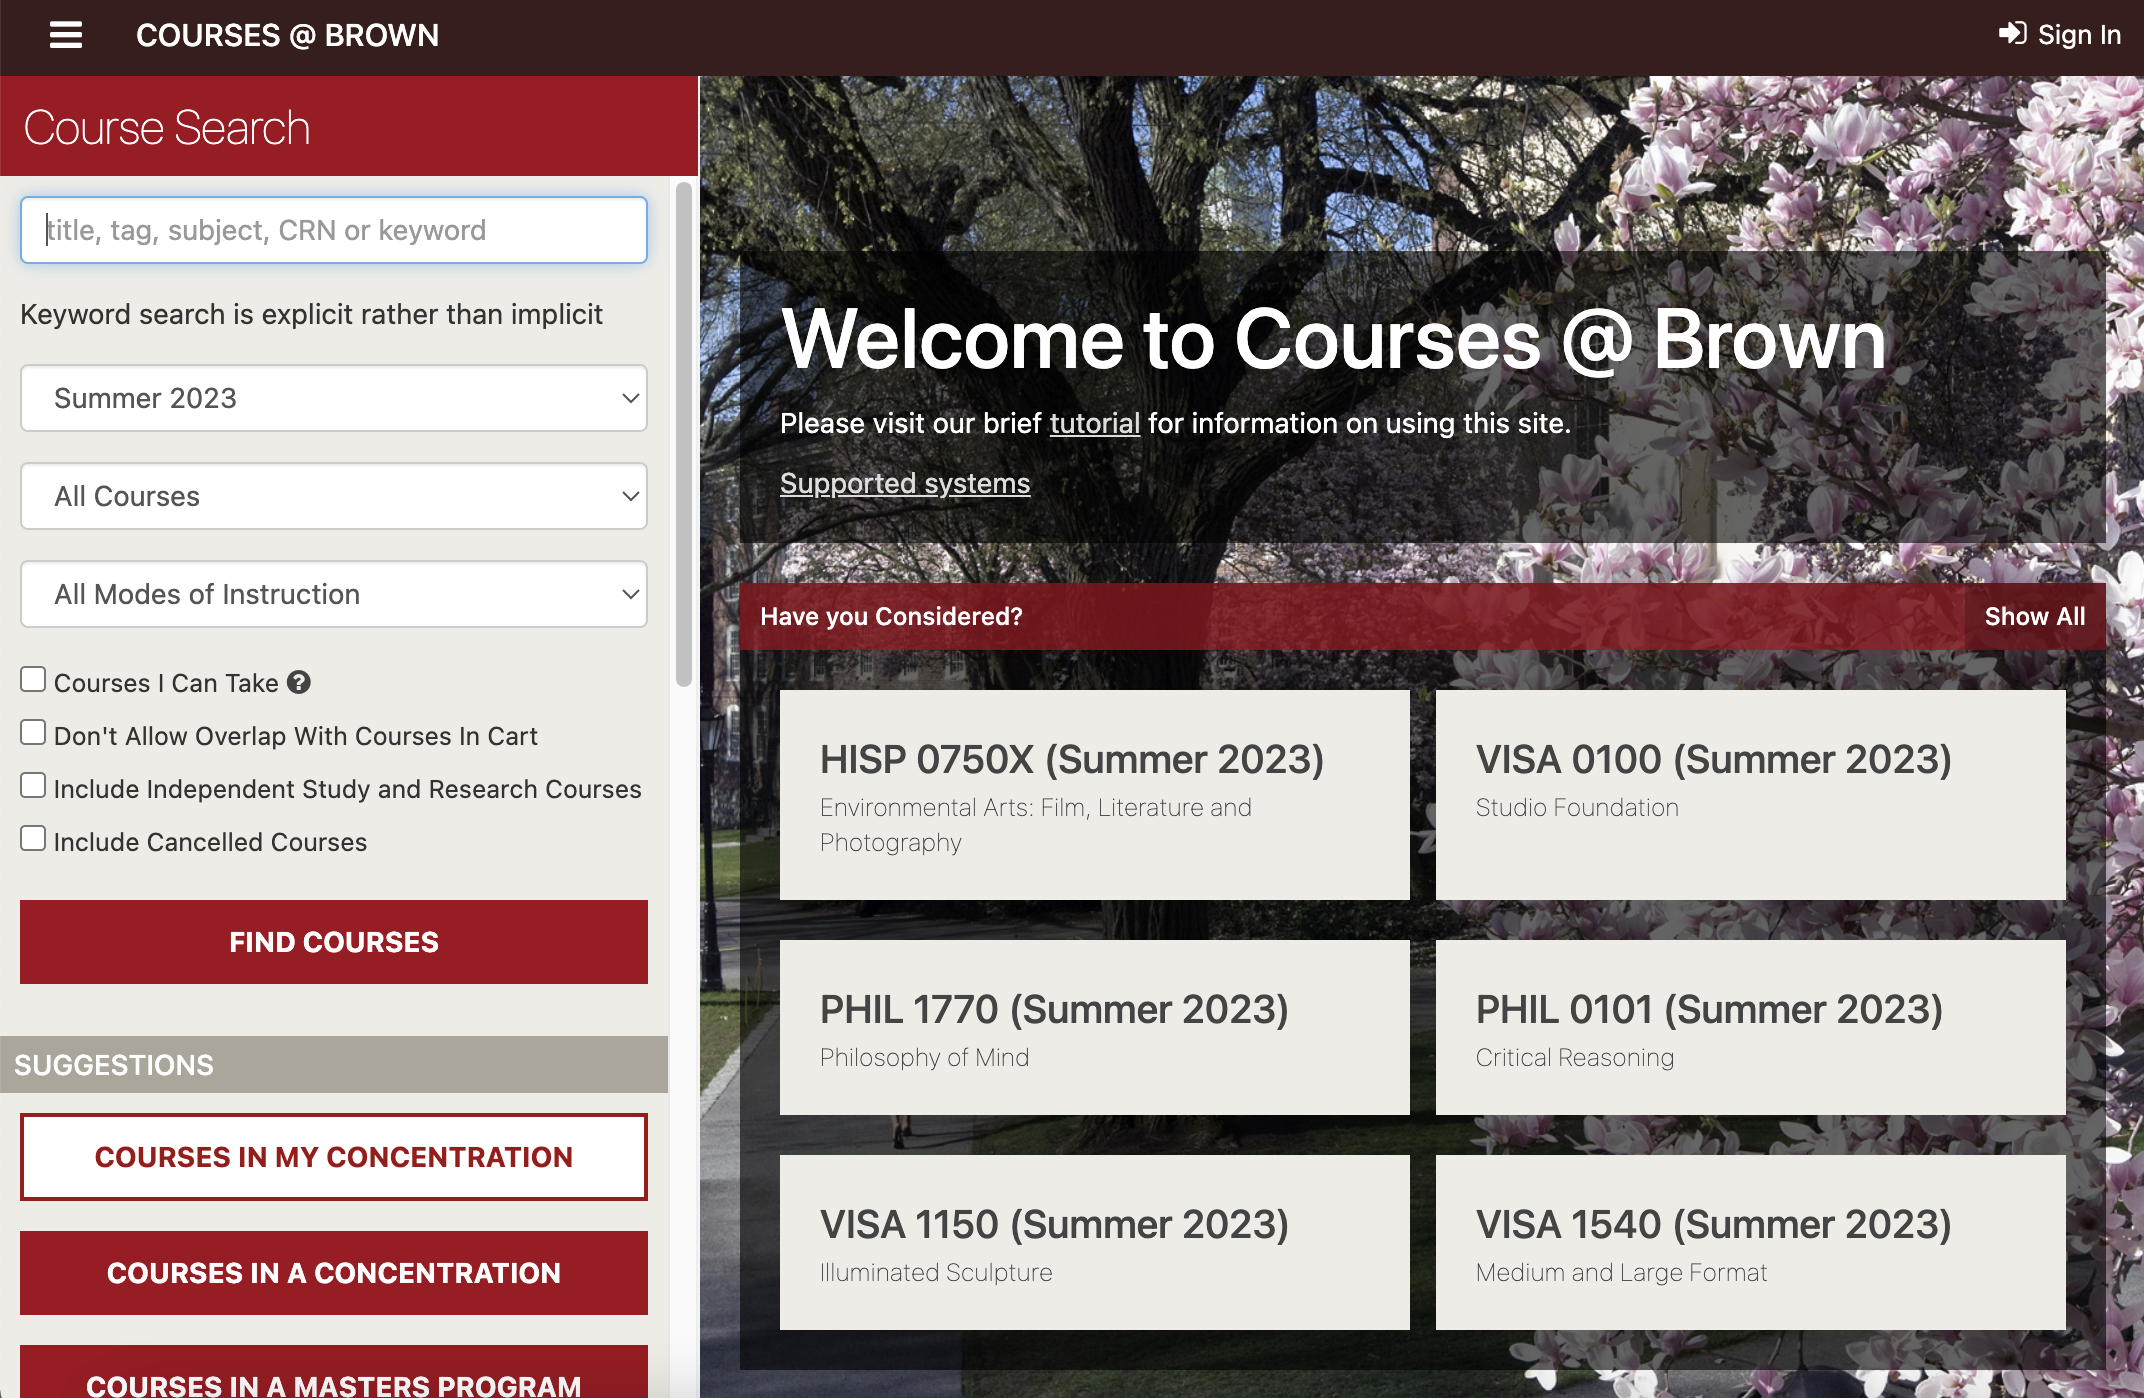 COURSES @ BROWN
Sign In
Course Search
title, tag, subject, CRN or keyword
Keyword search is explicit rather than implicit
Summer 2023
All Courses
All Modes of Instruction
Courses I Can Take
Don't Allow Overlap With Courses In Cart
Include Independent Study and Research Courses
Include Cancelled Courses
FIND COURSES
SUGGESTIONS
COURSES IN MY CONCENTRATION
COURSES IN A CONCENTRATION
COURSES IN A MASTERS PROGRAM
Welcome to Courses @ Brown
Please visit our brief tutorial for information on using this site.
Supported systems
Have you Considered?
Show All
HISP 0750X (Summer 2023)
Environmental Arts: Film, Literature and
Photography
VISA 0100 (Summer 2023)
Studio Foundation
PHIL 1770 (Summer 2023)
Philosophy of Mind
PHIL 0101 (Summer 2023)
Critical Reasoning
VISA 1150 (Summer 2023)
Illuminated Sculpture
VISA 1540 (Summer 2023)
Medium and Large Format